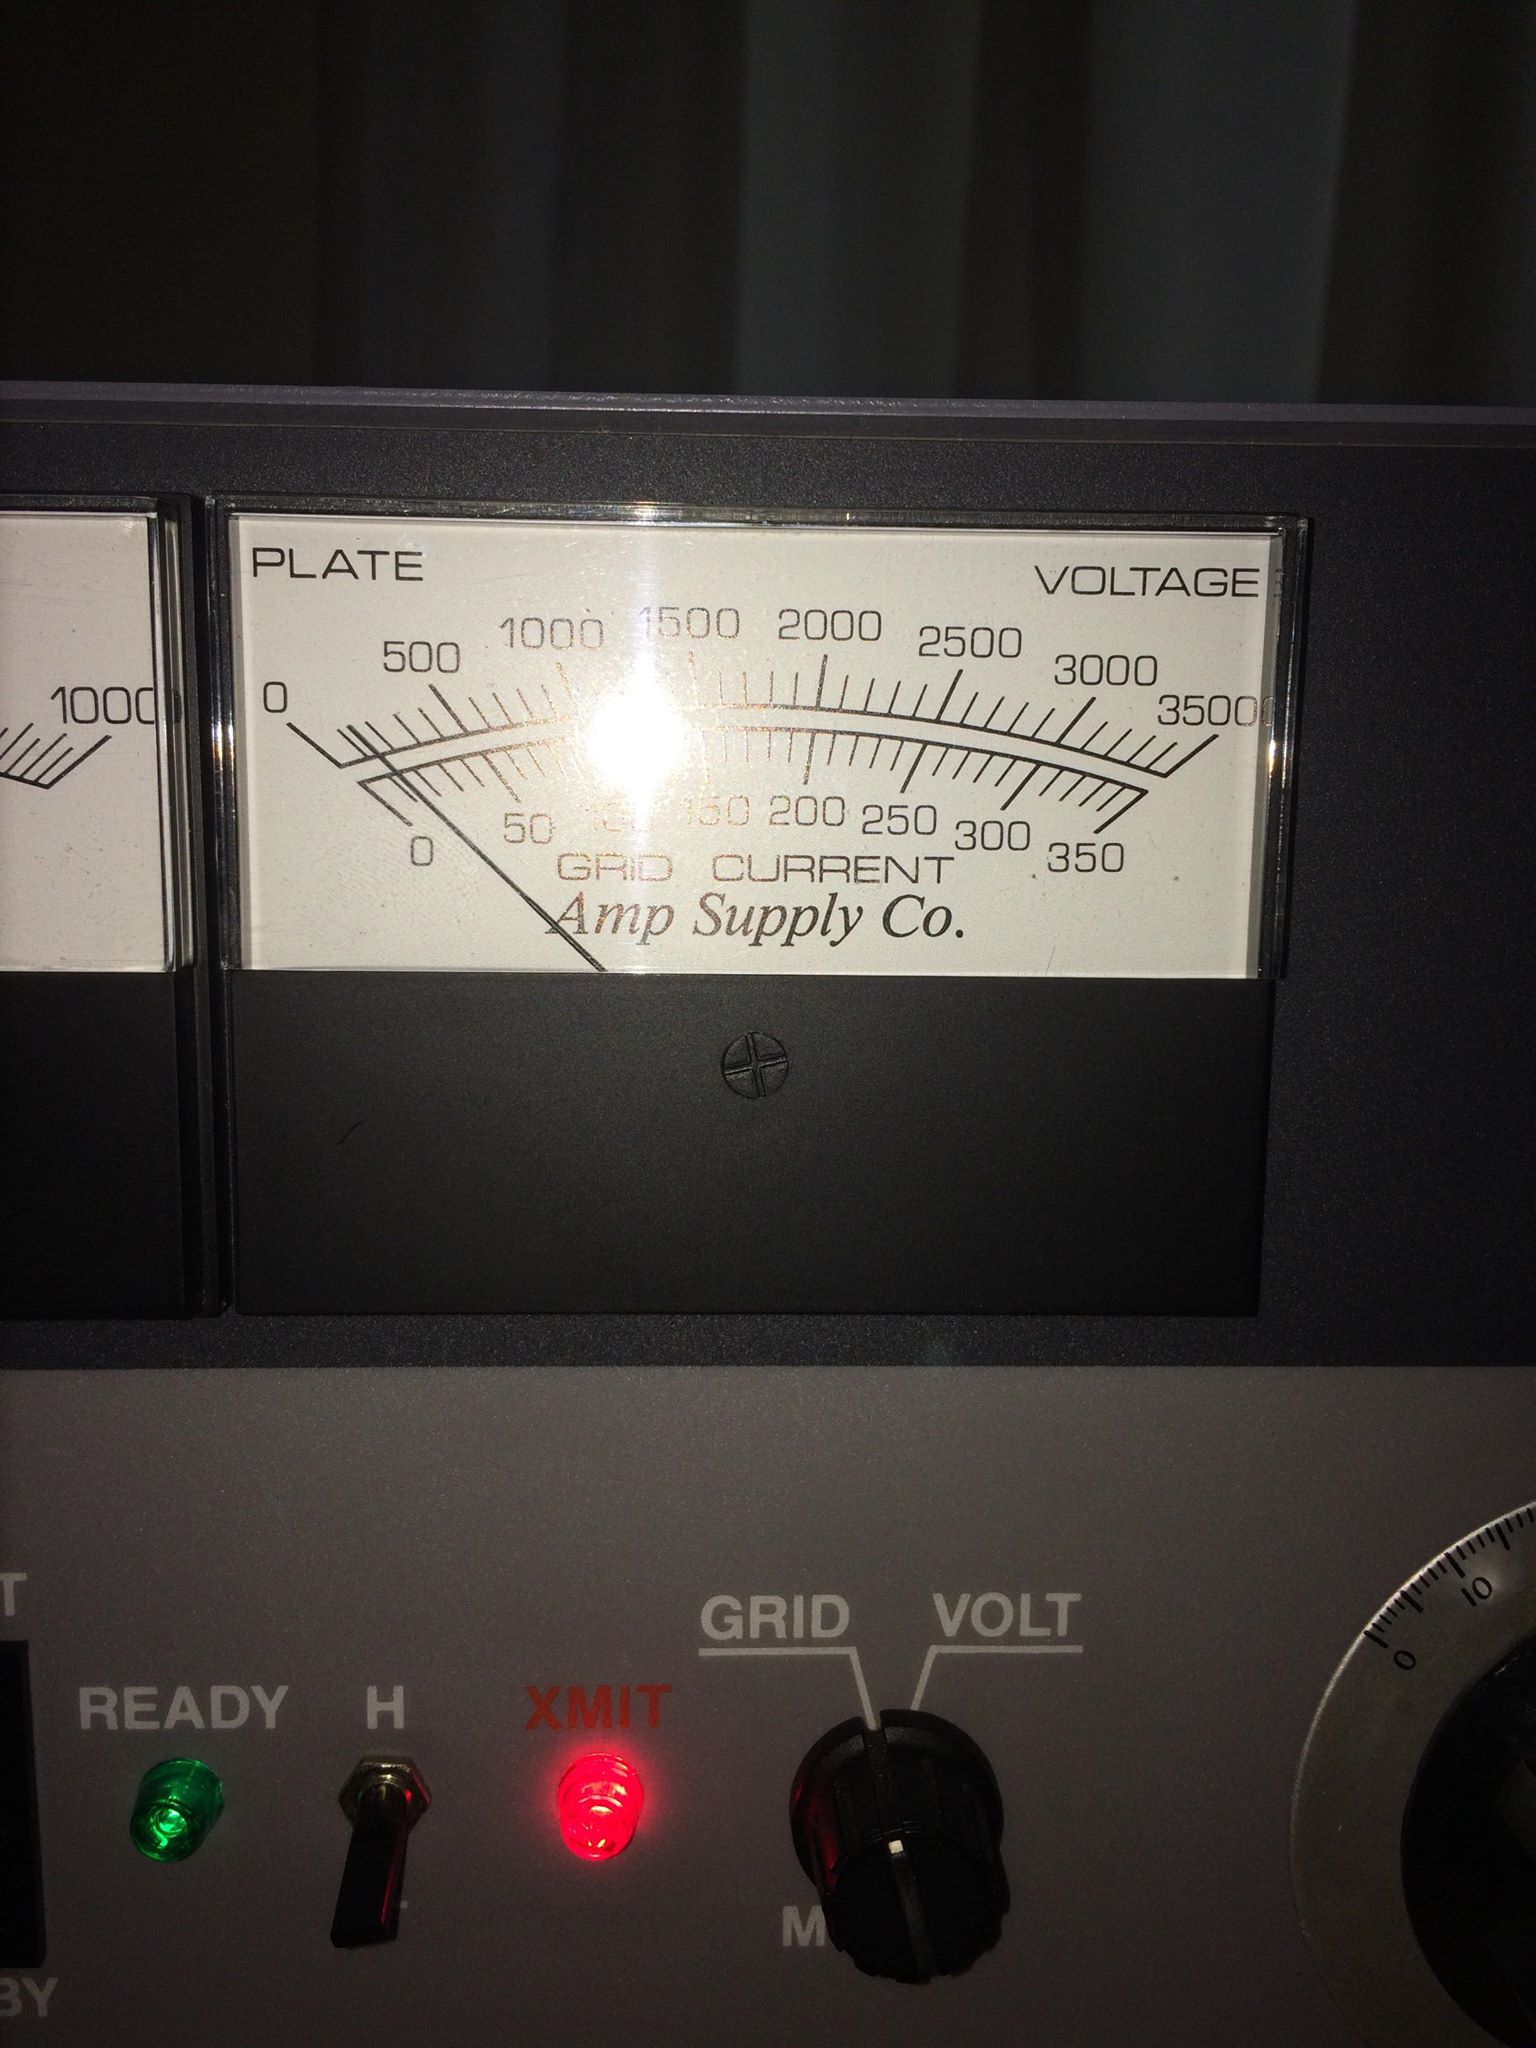 PLATE
VOLTAGE
0 500 1000 1500 2000 2500 3000 3500
1000
0 50 100 150 200 250 300 350
GRID CURRENT
Amp Supply Co.
GRID VOLT
READY H XMIT
0 10